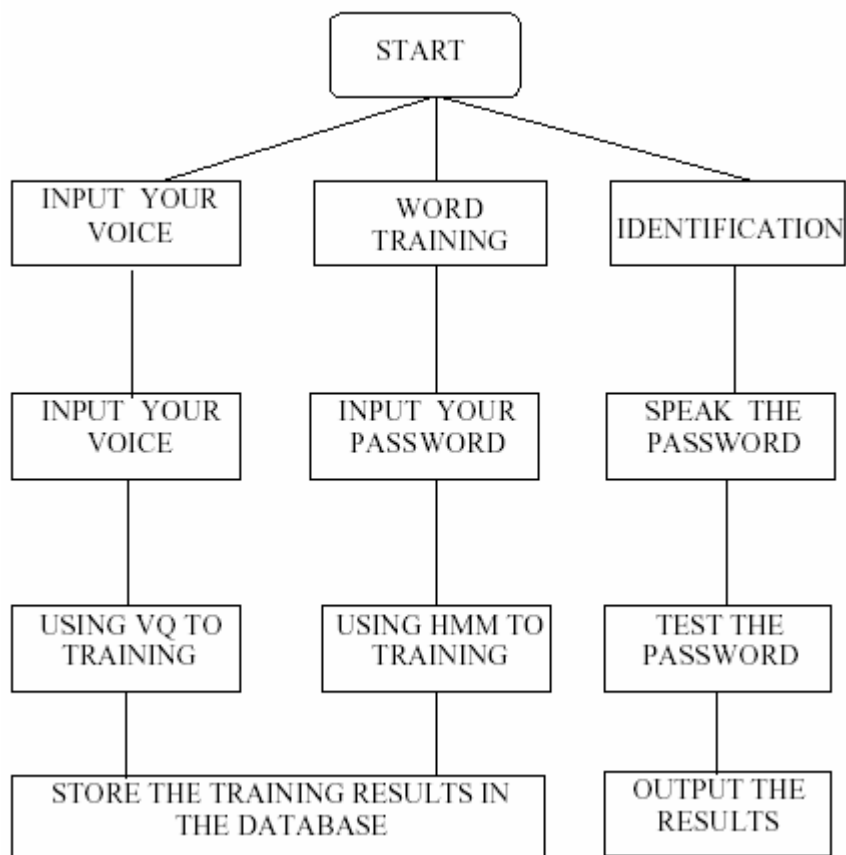 START
INPUT YOUR
VOICE
WORD
TRAINING
IDENTIFICATION
INPUT YOUR
VOICE
INPUT YOUR
PASSWORD
SPEAK THE
PASSWORD
USING VQ TO
TRAINING
USING HMM TO
TRAINING
TEST THE
PASSWORD
STORE THE TRAINING RESULTS IN
THE DATABASE
OUTPUT THE
RESULTS